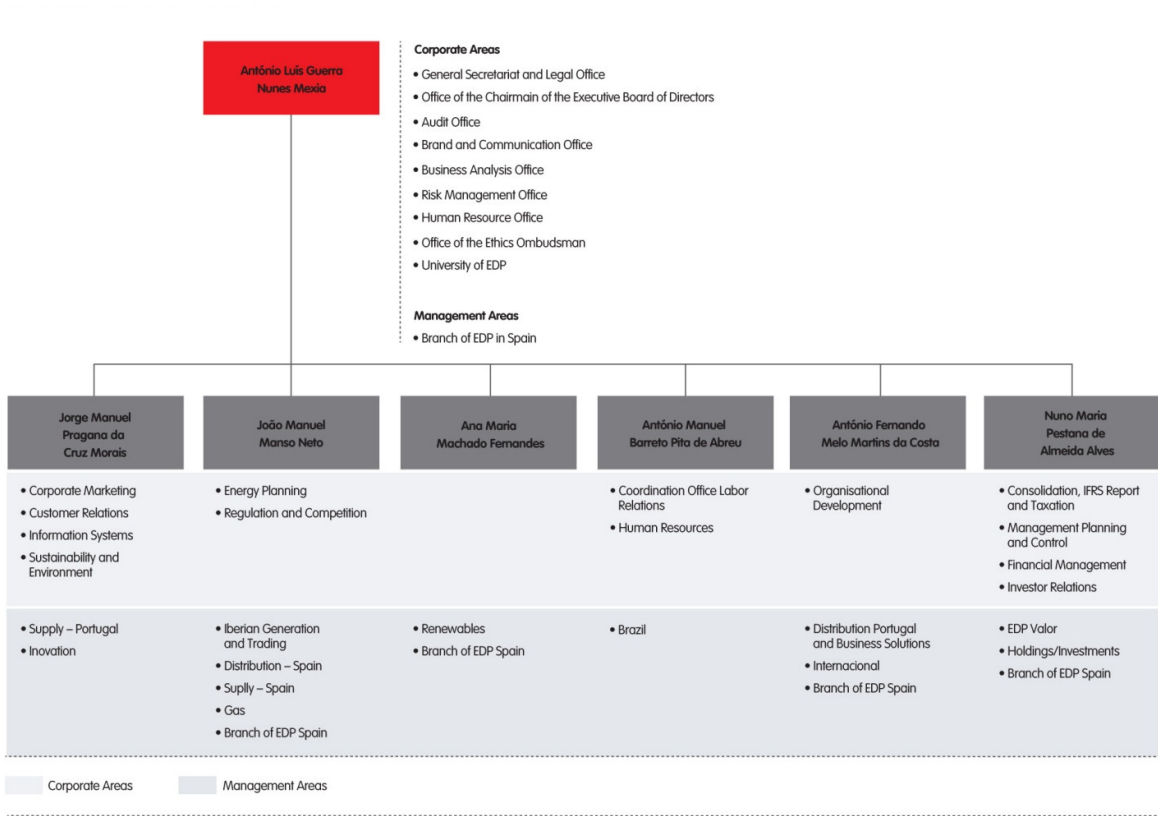 António Luís Guerra
Nunes Mexia
Corporate Areas
• General Secretariat and Legal Office
• Office of the Chairmain of the Executive Board of Directors
• Audit Office
• Brand and Communication Office
• Business Analysis Office
• Risk Management Office
• Human Resource Office
• Office of the Ethics Ombudsman
• University of EDP
Management Areas
• Branch of EDP in Spain
Jorge Manuel
Pragana da
Cruz Morais
• Corporate Marketing
• Customer Relations
• Information Systems
• Sustainability and
Environment
• Supply – Portugal
• Inovation
João Manuel
Manso Neto
• Energy Planning
• Regulation and Competition
• Iberian Generation
and Trading
• Distribution – Spain
• Suplly – Spain
• Gas
• Branch of EDP Spain
Ana Maria
Machado Fernandes
• Renewables
• Branch of EDP Spain
António Manuel
Barreto Pita de Abreu
• Coordination Office Labor
Relations
• Human Resources
• Brazil
António Fernando
Melo Martins da Costa
• Organisational
Development
• Distribution Portugal
and Business Solutions
• Internacional
• Branch of EDP Spain
Nuno Maria
Pestana de
Almeida Alves
• Consolidation, IFRS Report
and Taxation
• Management Planning
and Control
• Financial Management
• Investor Relations
• EDP Valor
• Holdings/Investments
• Branch of EDP Spain
Corporate Areas
Management Areas